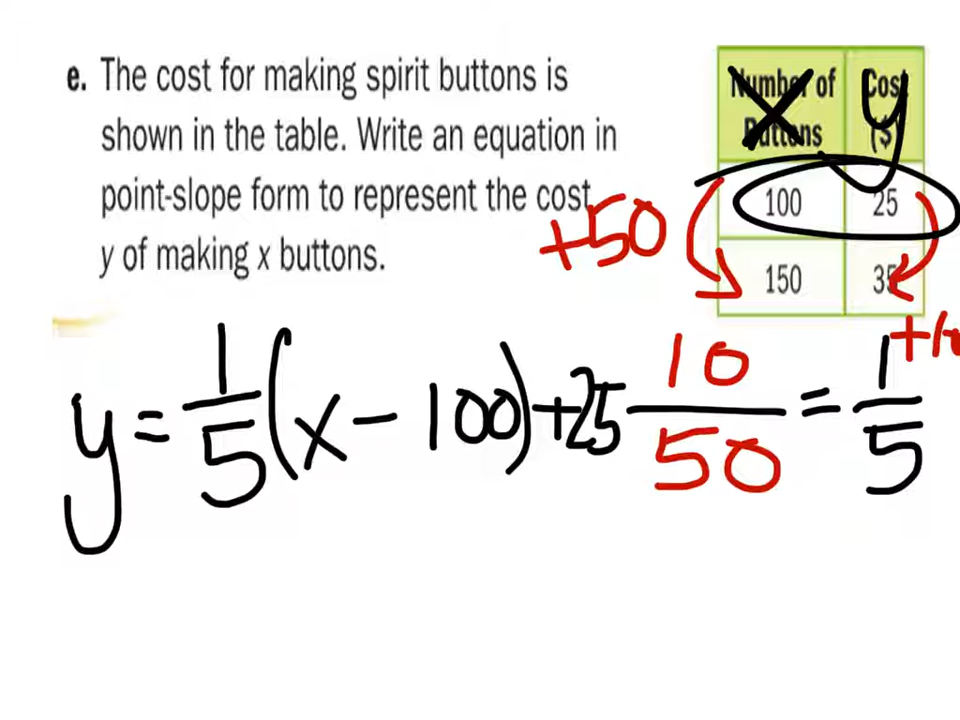 e. The cost for making spirit buttons is
shown in the table. Write an equation in
point-slope form to represent the cost
y of making x buttons.
Number of Buttons Cost ($)
x y
100 25
150 35
+50
+10
y = 1/5 (x - 100) + 25
10/50 = 1/5